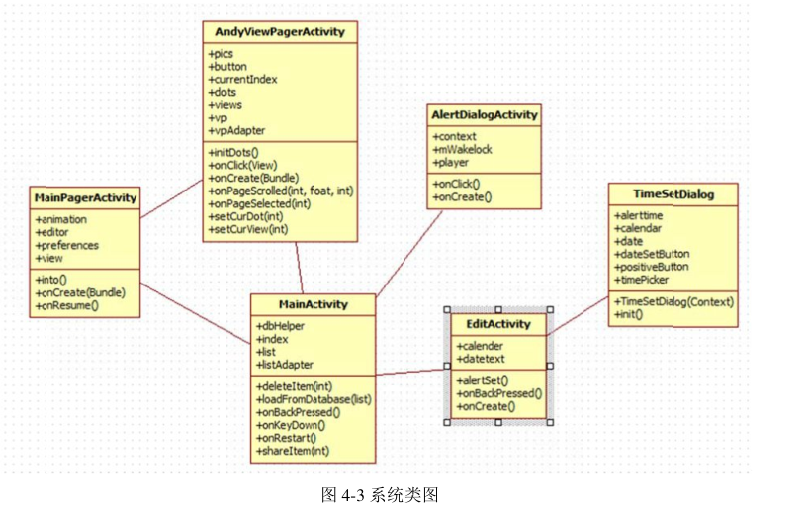 AndyViewPagerActivity
+pics
+button
+currentIndex
+dots
+views
+vp
+vpAdapter
+initDots()
+onClick(View)
+onCreate(Bundle)
+onPageScrolled(int, foat, int)
+onPageSelected(int)
+setCurDot(int)
+setCurView(int)
AlertDialogActivity
+context
+mWakelock
+player
+onClick()
+onCreate()
MainPagerActivity
+animation
+editor
+preferences
+view
+into()
+onCreate(Bundle)
+onResume()
TimeSetDialog
+alerttime
+calendar
+date
+dateSetButton
+positiveButton
+timePicker
+TimeSetDialog(Context)
+init()
MainActivity
+dbHelper
+index
+list
+listAdapter
+deleteItem(int)
+loadFromDatabase(list)
+onBackPressed()
+onKeyDown()
+onRestart()
+shareItem(int)
EditActivity
+calender
+datetext
+alertSet()
+onBackPressed()
+onCreate()
图 4-3 系统类图